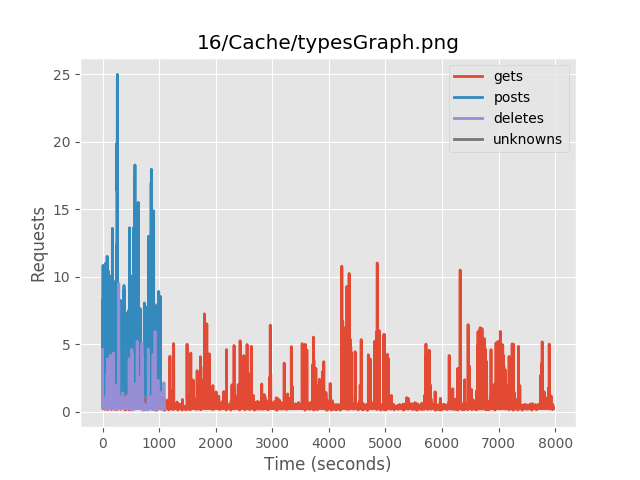 16/Cache/typesGraph.png
gets
posts
deletes
unknowns
25
20
15
10
5
0
Requests
0 1000 2000 3000 4000 5000 6000 7000 8000
Time (seconds)